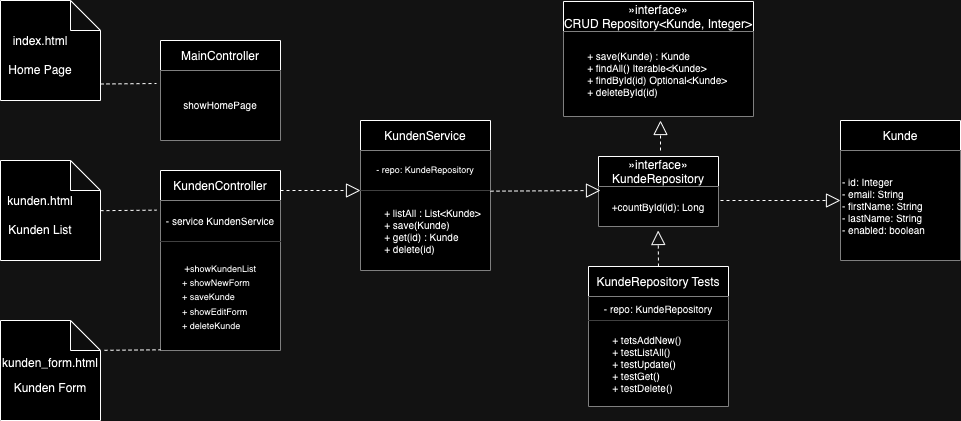 index.html
Home Page
MainController
showHomePage
kunden.html
Kunden List
KundenController
- service KundenService
+showKundenList
+ showNewForm
+ saveKunde
+ showEditForm
+ deleteKunde
kunden_form.html
Kunden Form
KundenService
- repo: KundeRepository
+ listAll : List<Kunde>
+ save(Kunde)
+ get(id) : Kunde
+ delete(id)
»interface»
CRUD Repository<Kunde, Integer>
+ save(Kunde) : Kunde
+ findAll() Iterable<Kunde>
+ findById(id) Optional<Kunde>
+ deleteById(id)
»interface»
KundeRepository
+countById(id): Long
KundeRepository Tests
- repo: KundeRepository
+ tetsAddNew()
+ testListAll()
+ testUpdate()
+ testGet()
+ testDelete()
Kunde
- id: Integer
- email: String
- firstName: String
- lastName: String
- enabled: boolean